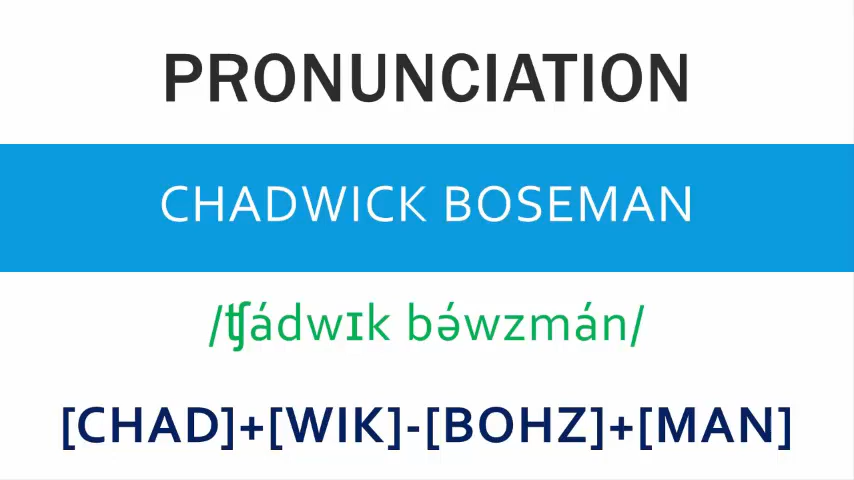 PRONUNCIATION
CHADWICK BOSEMAN
/ʧádwɪk bə́wzmán/
[CHAD]+[WIK]-[BOHZ]+[MAN]